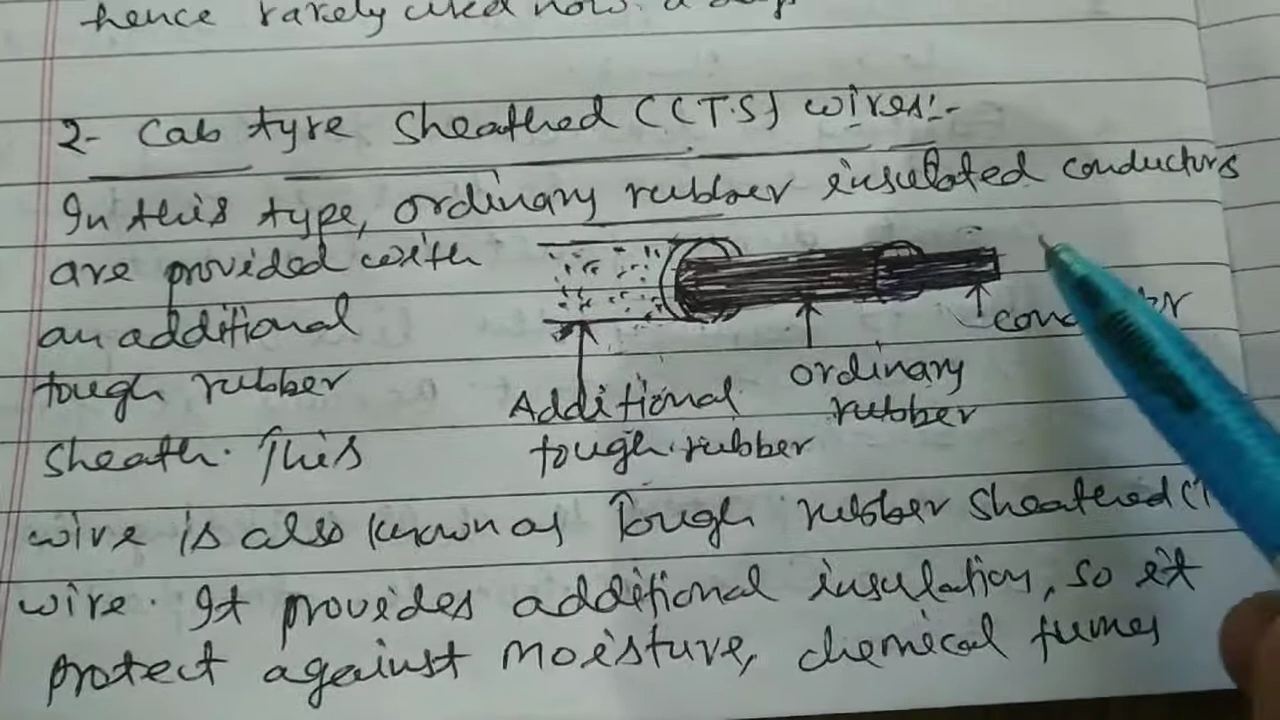 hence rarely used now a days
2- Cab tyre Sheathed (CTS) wires:-
In this type, ordinary rubber insulated conductors
are provided with
an additional
tough rubber
sheath. This
conductor
ordinary
rubber
Additional
tough rubber
wire is also known as Tough rubber sheathed (T
wire. It provides additional insulation, so it
protect against moisture, chemical fumes